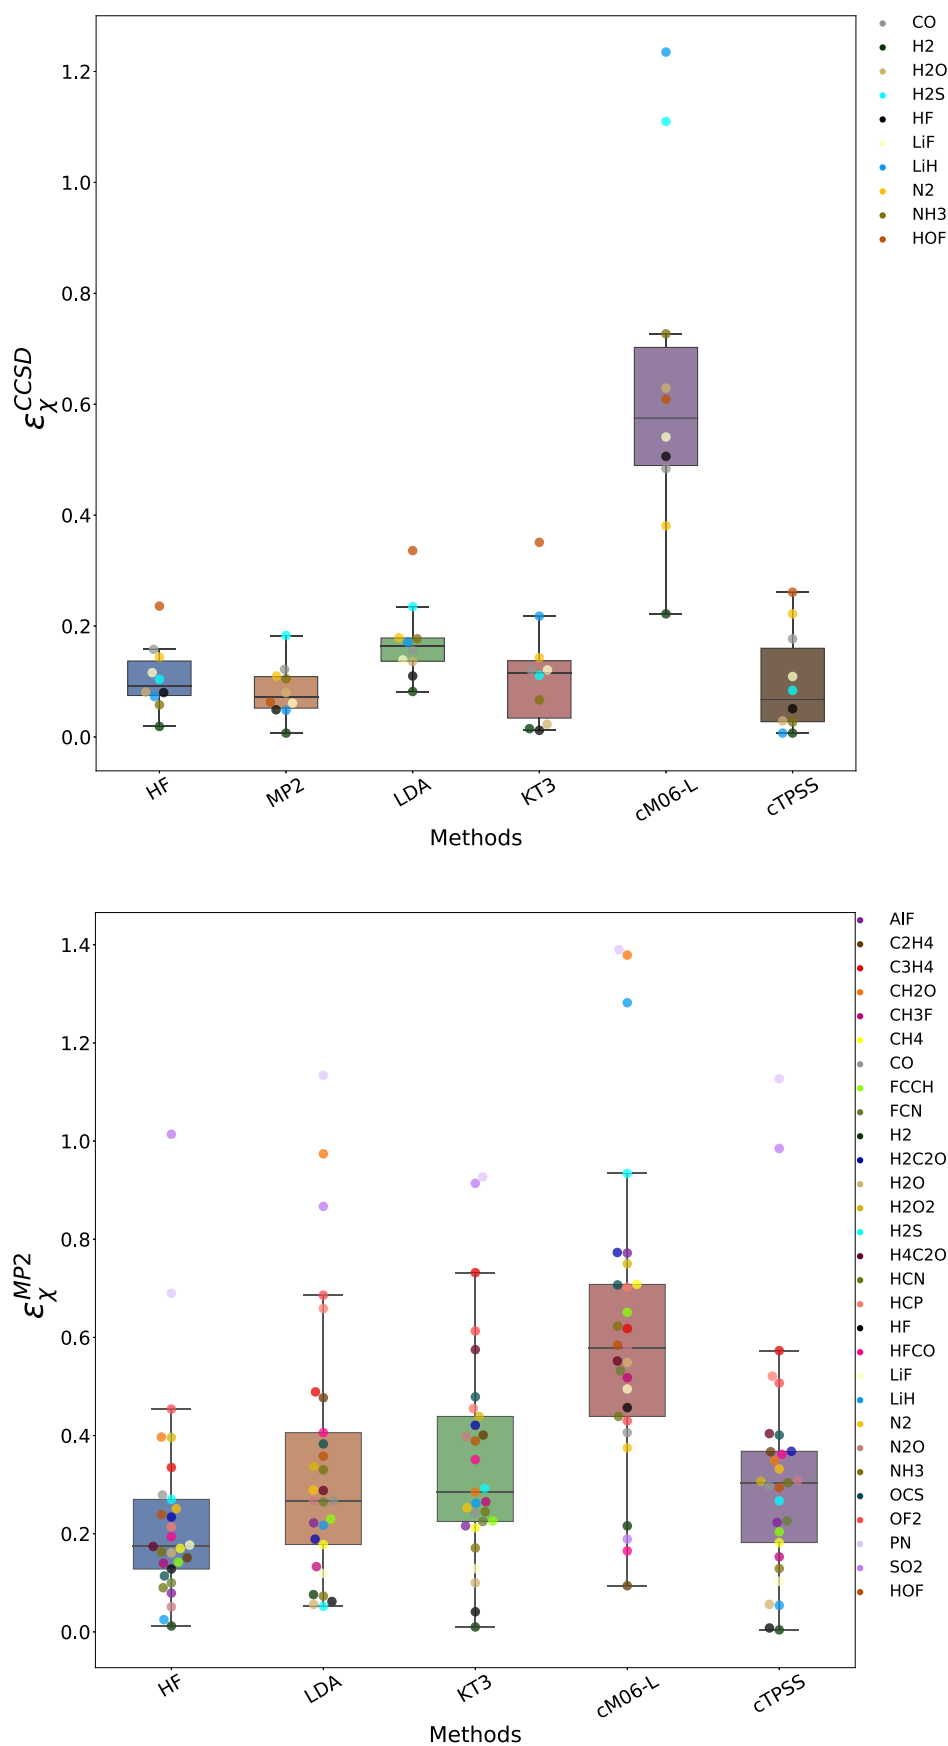 1.2
1.0
0.8
0.6
0.4
0.2
0.0
ε_χ^CCSD
HF
MP2
LDA
KT3
cM06-L
cTPSS
Methods
CO
H2
H2O
H2S
HF
LiF
LiH
N2
NH3
HOF
1.4
1.2
1.0
0.8
0.6
0.4
0.2
0.0
ε_χ^MP2
HF
LDA
KT3
cM06-L
cTPSS
Methods
AlF
C2H4
C3H4
CH2O
CH3F
CH4
CO
FCCH
FCN
H2
H2C2O
H2O
H2O2
H2S
H4C2O
HCN
HCP
HF
HFCO
LiF
LiH
N2
N2O
NH3
OCS
OF2
PN
SO2
HOF